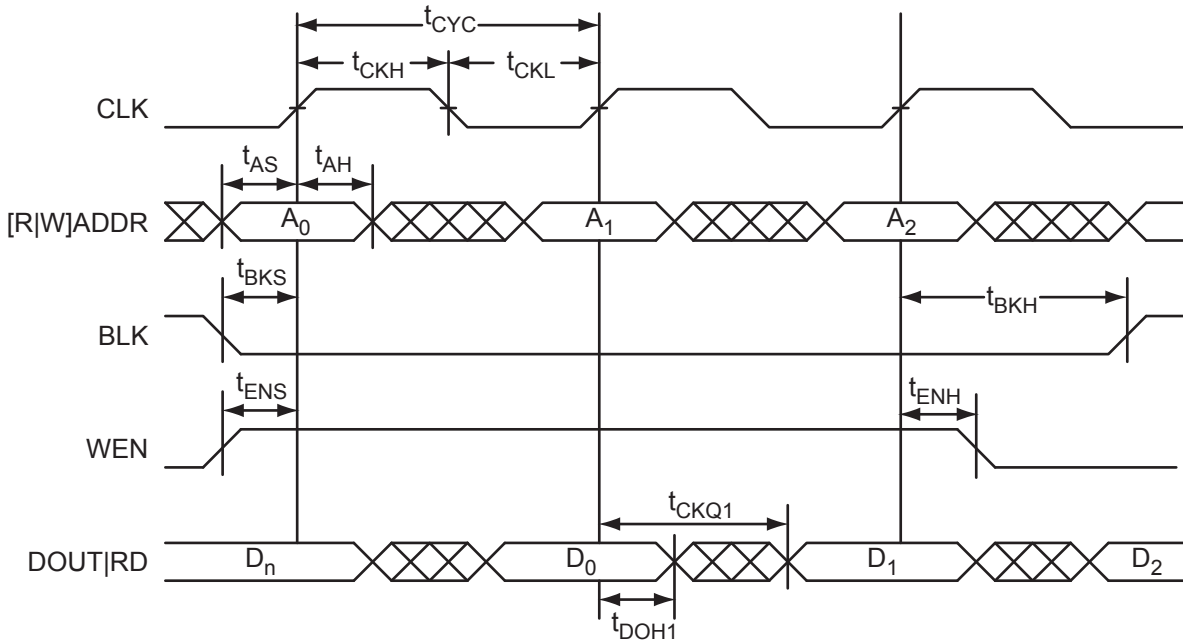 tCYC
tCKH tCKL
CLK
tAS tAH
[R|W]ADDR A0 A1 A2
tBKS tBKH
BLK
tENS tENH
WEN
tCKQ1
DOUT|RD Dn D0 D1 D2
tDOH1